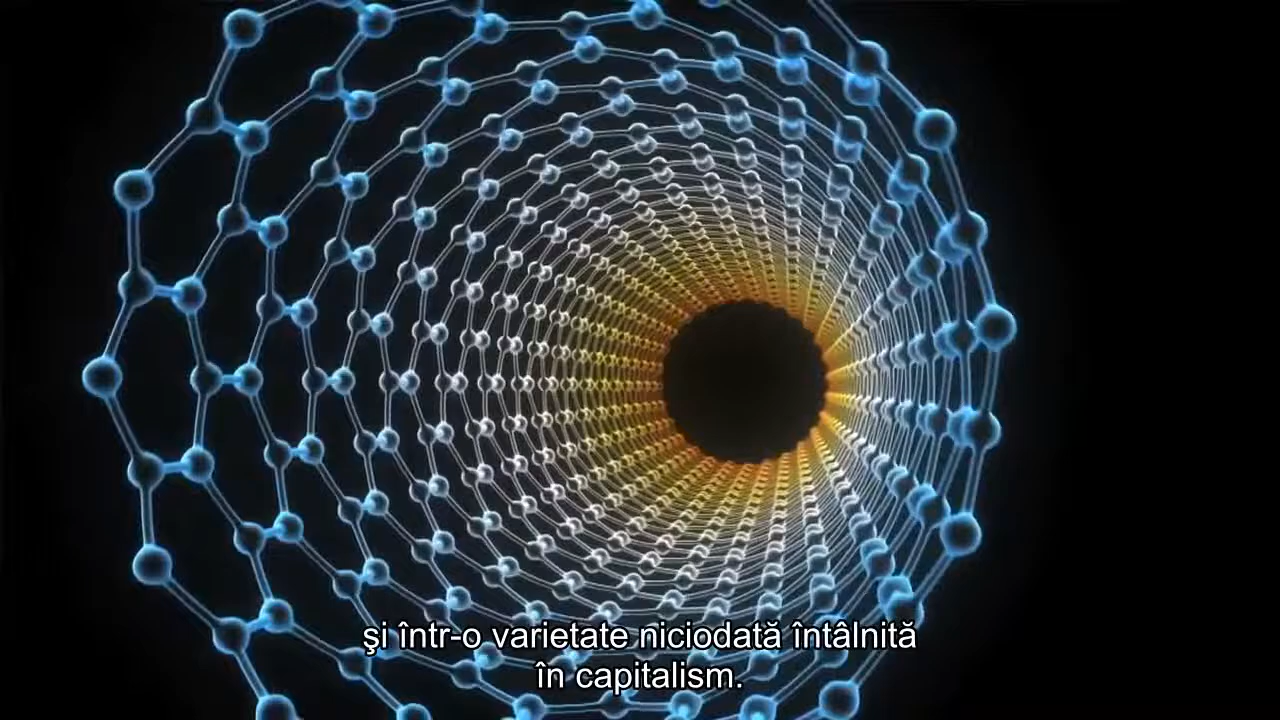 şi într-o varietate niciodată întâlnită
în capitalism.